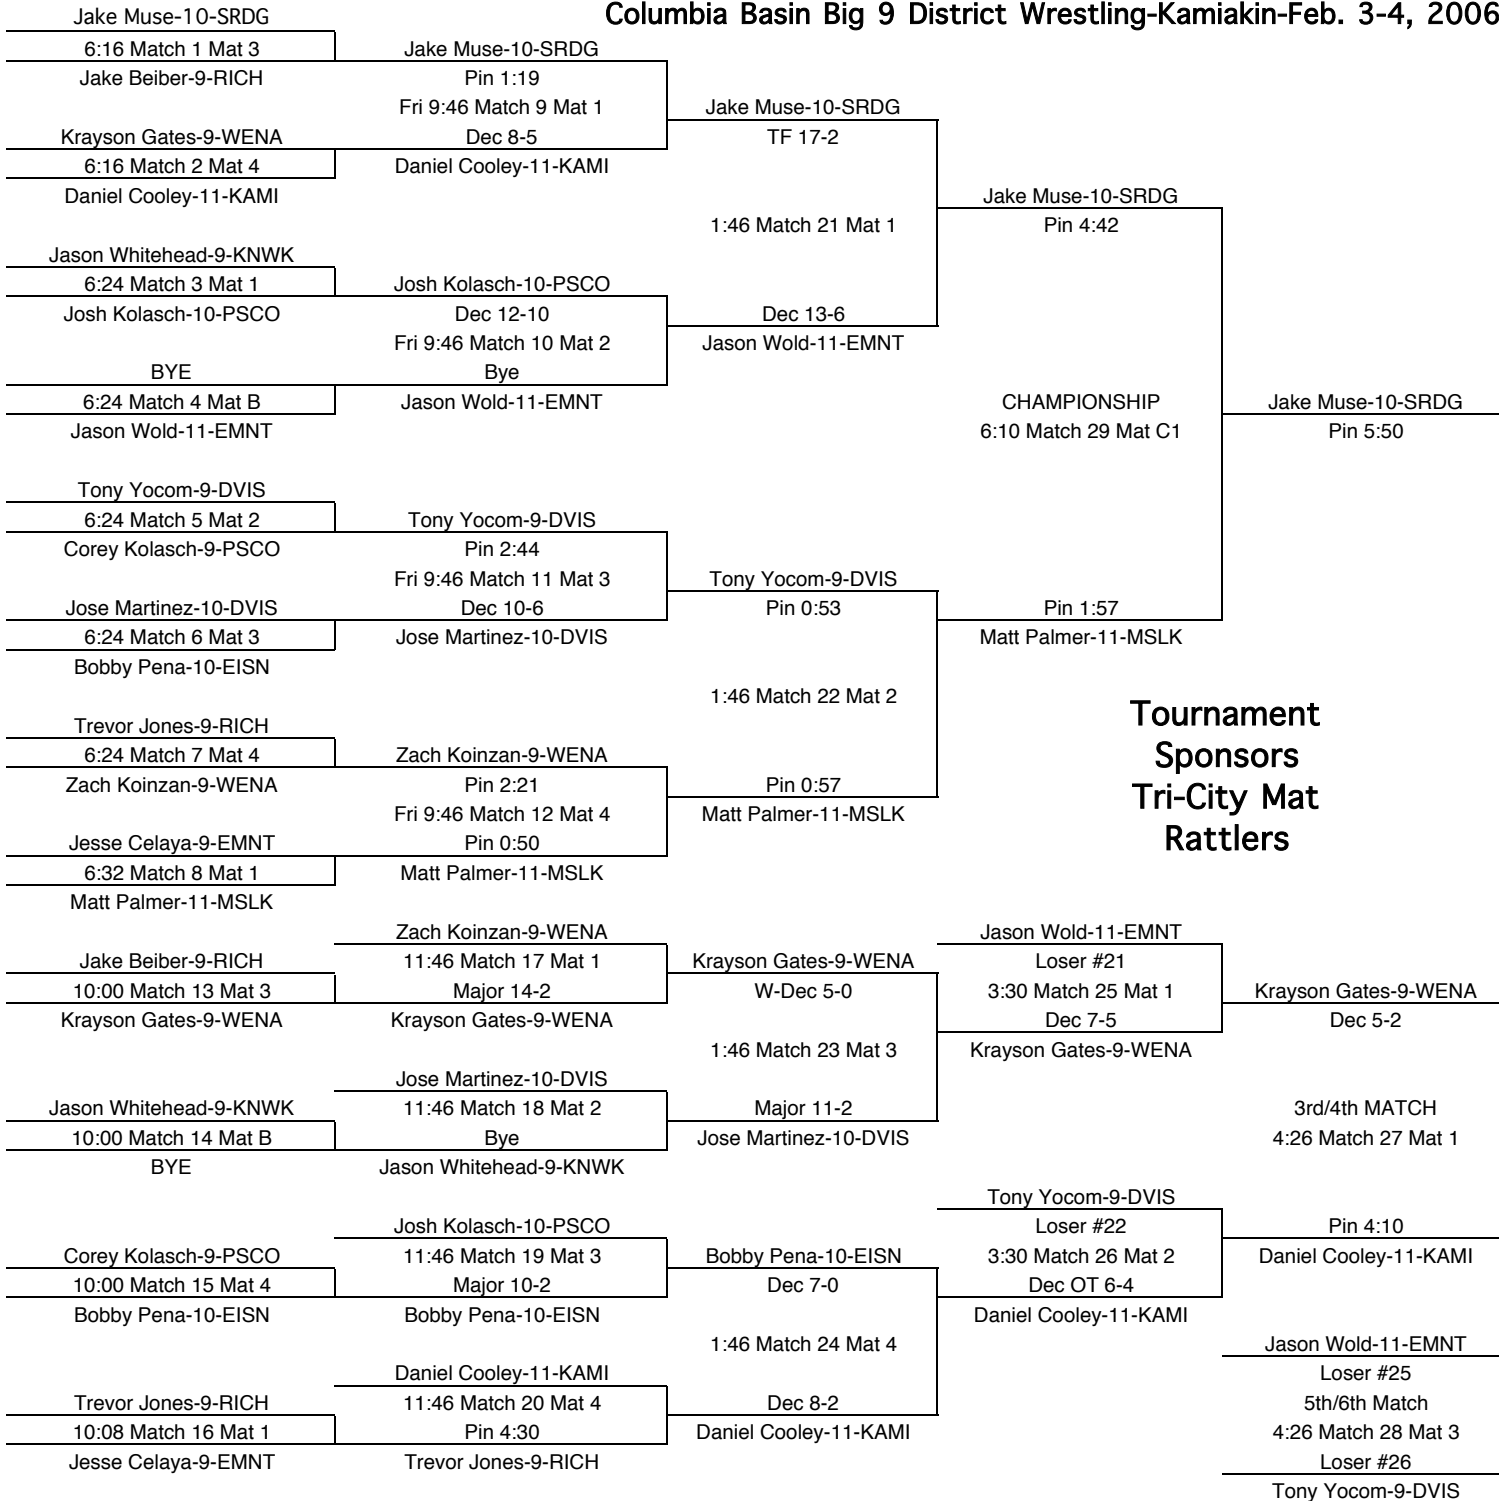 Columbia Basin Big 9 District Wrestling-Kamiakin-Feb. 3-4, 2006
Jake Muse-10-SRDG
6:16 Match 1 Mat 3
Jake Beiber-9-RICH
Krayson Gates-9-WENA
6:16 Match 2 Mat 4
Daniel Cooley-11-KAMI
Jason Whitehead-9-KNWK
6:24 Match 3 Mat 1
Josh Kolasch-10-PSCO
BYE
6:24 Match 4 Mat B
Jason Wold-11-EMNT
Tony Yocom-9-DVIS
6:24 Match 5 Mat 2
Corey Kolasch-9-PSCO
Jose Martinez-10-DVIS
6:24 Match 6 Mat 3
Bobby Pena-10-EISN
Trevor Jones-9-RICH
6:24 Match 7 Mat 4
Zach Koinzan-9-WENA
Jesse Celaya-9-EMNT
6:32 Match 8 Mat 1
Matt Palmer-11-MSLK
Jake Muse-10-SRDG
Pin 1:19
Fri 9:46 Match 9 Mat 1
Dec 8-5
Daniel Cooley-11-KAMI
Josh Kolasch-10-PSCO
Dec 12-10
Fri 9:46 Match 10 Mat 2
Bye
Jason Wold-11-EMNT
Tony Yocom-9-DVIS
Pin 2:44
Fri 9:46 Match 11 Mat 3
Dec 10-6
Jose Martinez-10-DVIS
Zach Koinzan-9-WENA
Pin 2:21
Fri 9:46 Match 12 Mat 4
Pin 0:50
Matt Palmer-11-MSLK
Jake Muse-10-SRDG
TF 17-2
1:46 Match 21 Mat 1
Dec 13-6
Jason Wold-11-EMNT
Tony Yocom-9-DVIS
Pin 0:53
1:46 Match 22 Mat 2
Pin 0:57
Matt Palmer-11-MSLK
Jake Muse-10-SRDG
Pin 4:42
CHAMPIONSHIP
6:10 Match 29 Mat C1
Pin 1:57
Matt Palmer-11-MSLK
Jake Muse-10-SRDG
Pin 5:50
Tournament
Sponsors
Tri-City Mat
Rattlers
Jake Beiber-9-RICH
10:00 Match 13 Mat 3
Krayson Gates-9-WENA
Jason Whitehead-9-KNWK
10:00 Match 14 Mat B
BYE
Corey Kolasch-9-PSCO
10:00 Match 15 Mat 4
Bobby Pena-10-EISN
Trevor Jones-9-RICH
10:08 Match 16 Mat 1
Jesse Celaya-9-EMNT
Zach Koinzan-9-WENA
11:46 Match 17 Mat 1
Major 14-2
Krayson Gates-9-WENA
Jose Martinez-10-DVIS
11:46 Match 18 Mat 2
Bye
Jason Whitehead-9-KNWK
Josh Kolasch-10-PSCO
11:46 Match 19 Mat 3
Major 10-2
Bobby Pena-10-EISN
Daniel Cooley-11-KAMI
11:46 Match 20 Mat 4
Pin 4:30
Trevor Jones-9-RICH
Krayson Gates-9-WENA
W-Dec 5-0
1:46 Match 23 Mat 3
Major 11-2
Jose Martinez-10-DVIS
Bobby Pena-10-EISN
Dec 7-0
1:46 Match 24 Mat 4
Dec 8-2
Daniel Cooley-11-KAMI
Jason Wold-11-EMNT
Loser #21
3:30 Match 25 Mat 1
Dec 7-5
Krayson Gates-9-WENA
Tony Yocom-9-DVIS
Loser #22
3:30 Match 26 Mat 2
Dec OT 6-4
Daniel Cooley-11-KAMI
Krayson Gates-9-WENA
Dec 5-2
3rd/4th MATCH
4:26 Match 27 Mat 1
Pin 4:10
Daniel Cooley-11-KAMI
Jason Wold-11-EMNT
Loser #25
5th/6th Match
4:26 Match 28 Mat 3
Loser #26
Tony Yocom-9-DVIS